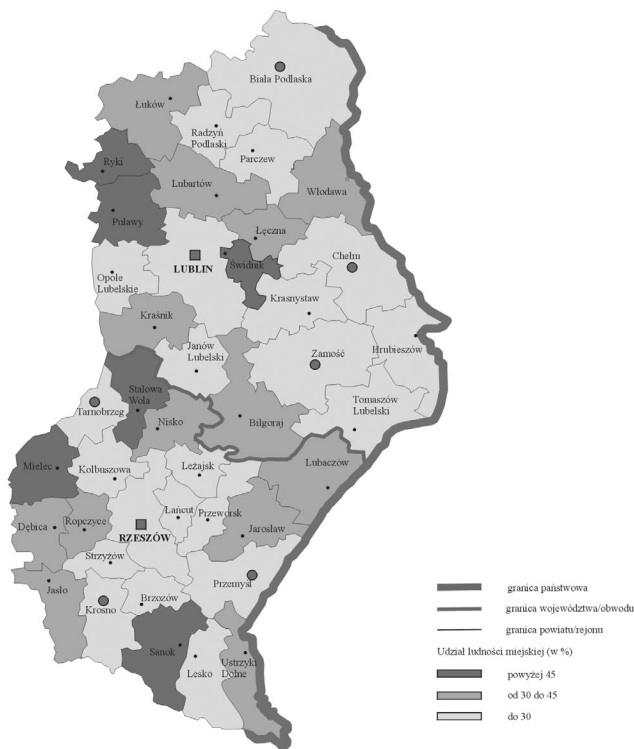 Biała Podlaska
Łuków
Radzyń
Podlaski
Parczew
Ryki
Lubartów
Włodawa
Puławy
Łęczna
LUBLIN
Świdnik
Chełm
Opole
Lubelskie
Krasnystaw
Kraśnik
Janów
Lubelski
Zamość
Hrubieszów
Stalowa
Wola
Tarnobrzeg
Nisko
Biłgoraj
Tomaszów
Lubelski
Mielec
Kolbuszowa
Leżajsk
Lubaczów
Dębica
Ropczyce
Łańcut
Przeworsk
RZESZÓW
Jarosław
Strzyżów
Jasło
Krosno
Brzozów
Przemyśl
Sanok
Lesko
Ustrzyki
Dolne
granica państwowa
granica województwa/obwodu
granica powiatu/rejonu
Udział ludności miejskiej (w %)
powyżej 45
od 30 do 45
do 30